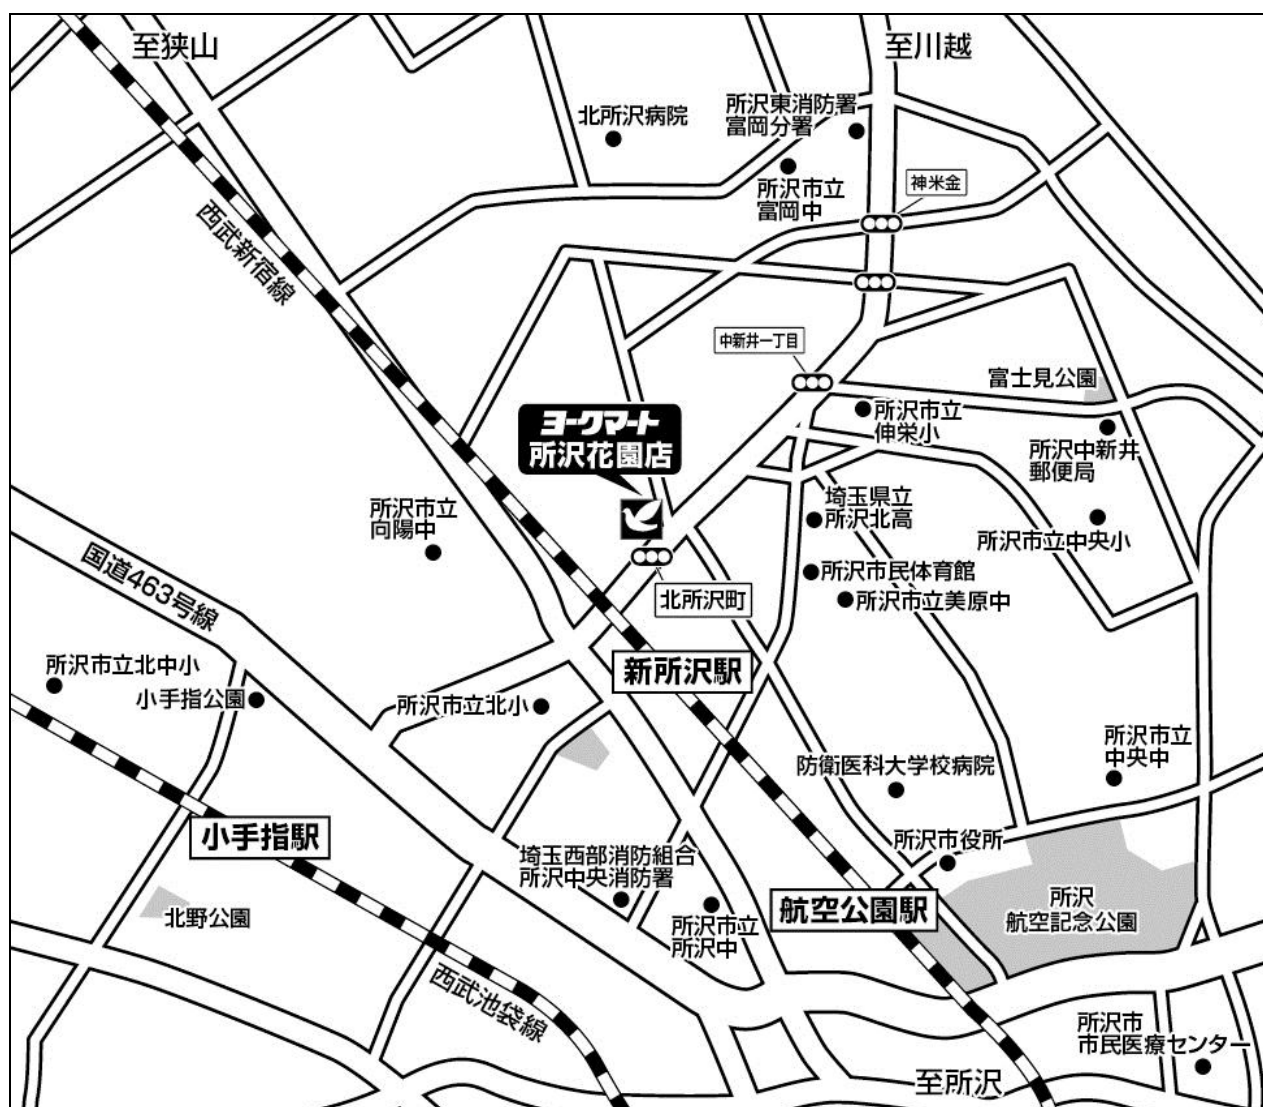 至狭山
至川越
北所沢病院
所沢東消防署
富岡分署
所沢市立
富岡中
神米金
西武新宿線
中新井一丁目
富士見公園
所沢市立
伸栄小
ヨークマート
所沢花園店
所沢中新井
郵便局
所沢市立
向陽中
埼玉県立
所沢北高
所沢市立中央小
国道463号線
所沢市民体育館
北所沢町
所沢市立美原中
所沢市立北中小
小手指公園
新所沢駅
所沢市立北小
所沢市立
中央中
防衛医科大学校病院
小手指駅
所沢市役所
埼玉西部消防組合
所沢中央消防署
北野公園
所沢市立
所沢中
航空公園駅
所沢
航空記念公園
西武池袋線
所沢市
市民医療センター
至所沢